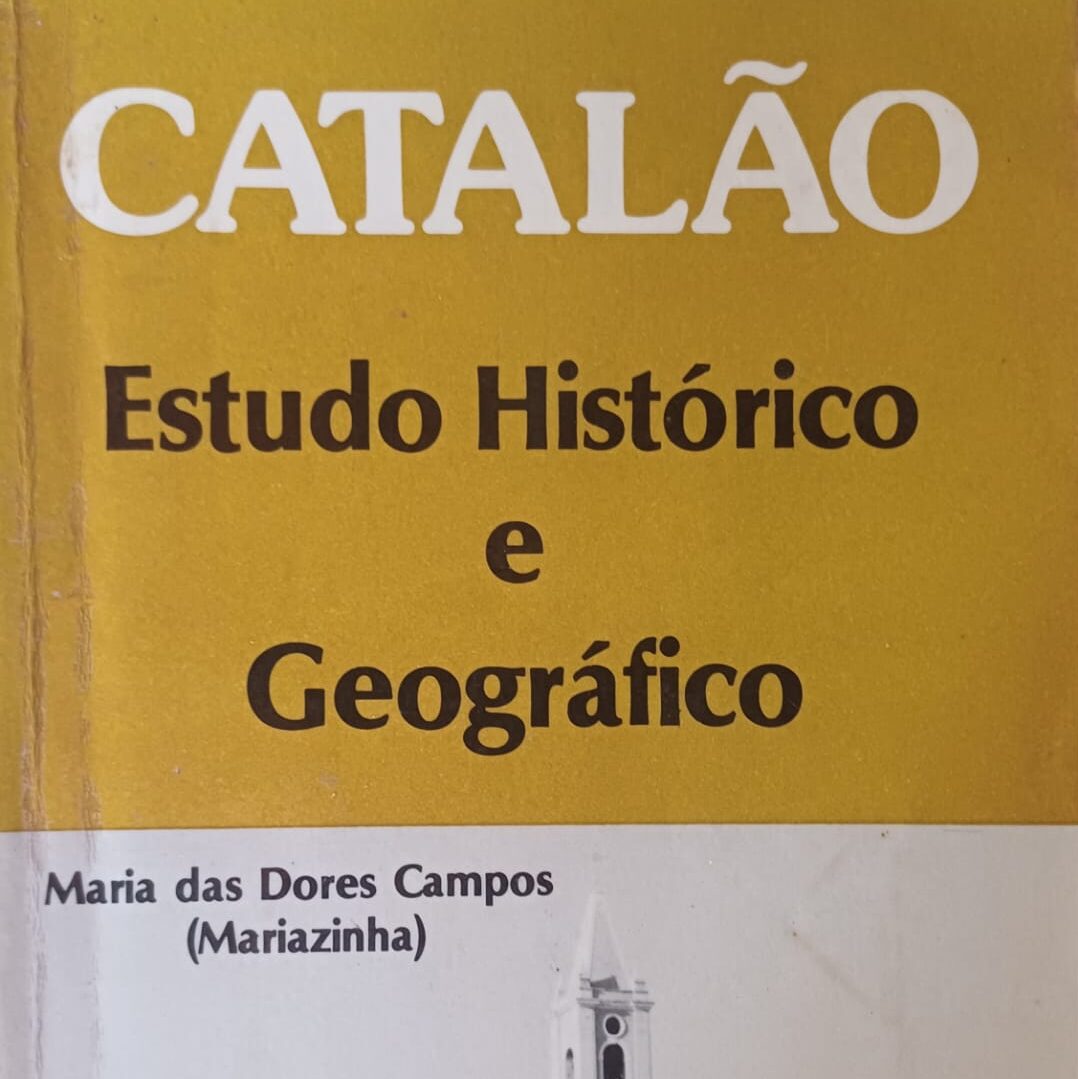 CATALÃO
Estudo Histórico
e
Geográfico
Maria das Dores Campos
(Mariazinha)